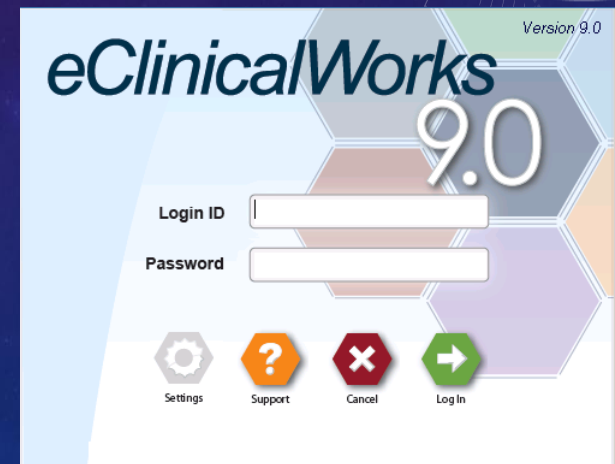 Version 9.0
eClinicalWorks
9.0
Login ID
Password
Settings
Support
Cancel
Log In